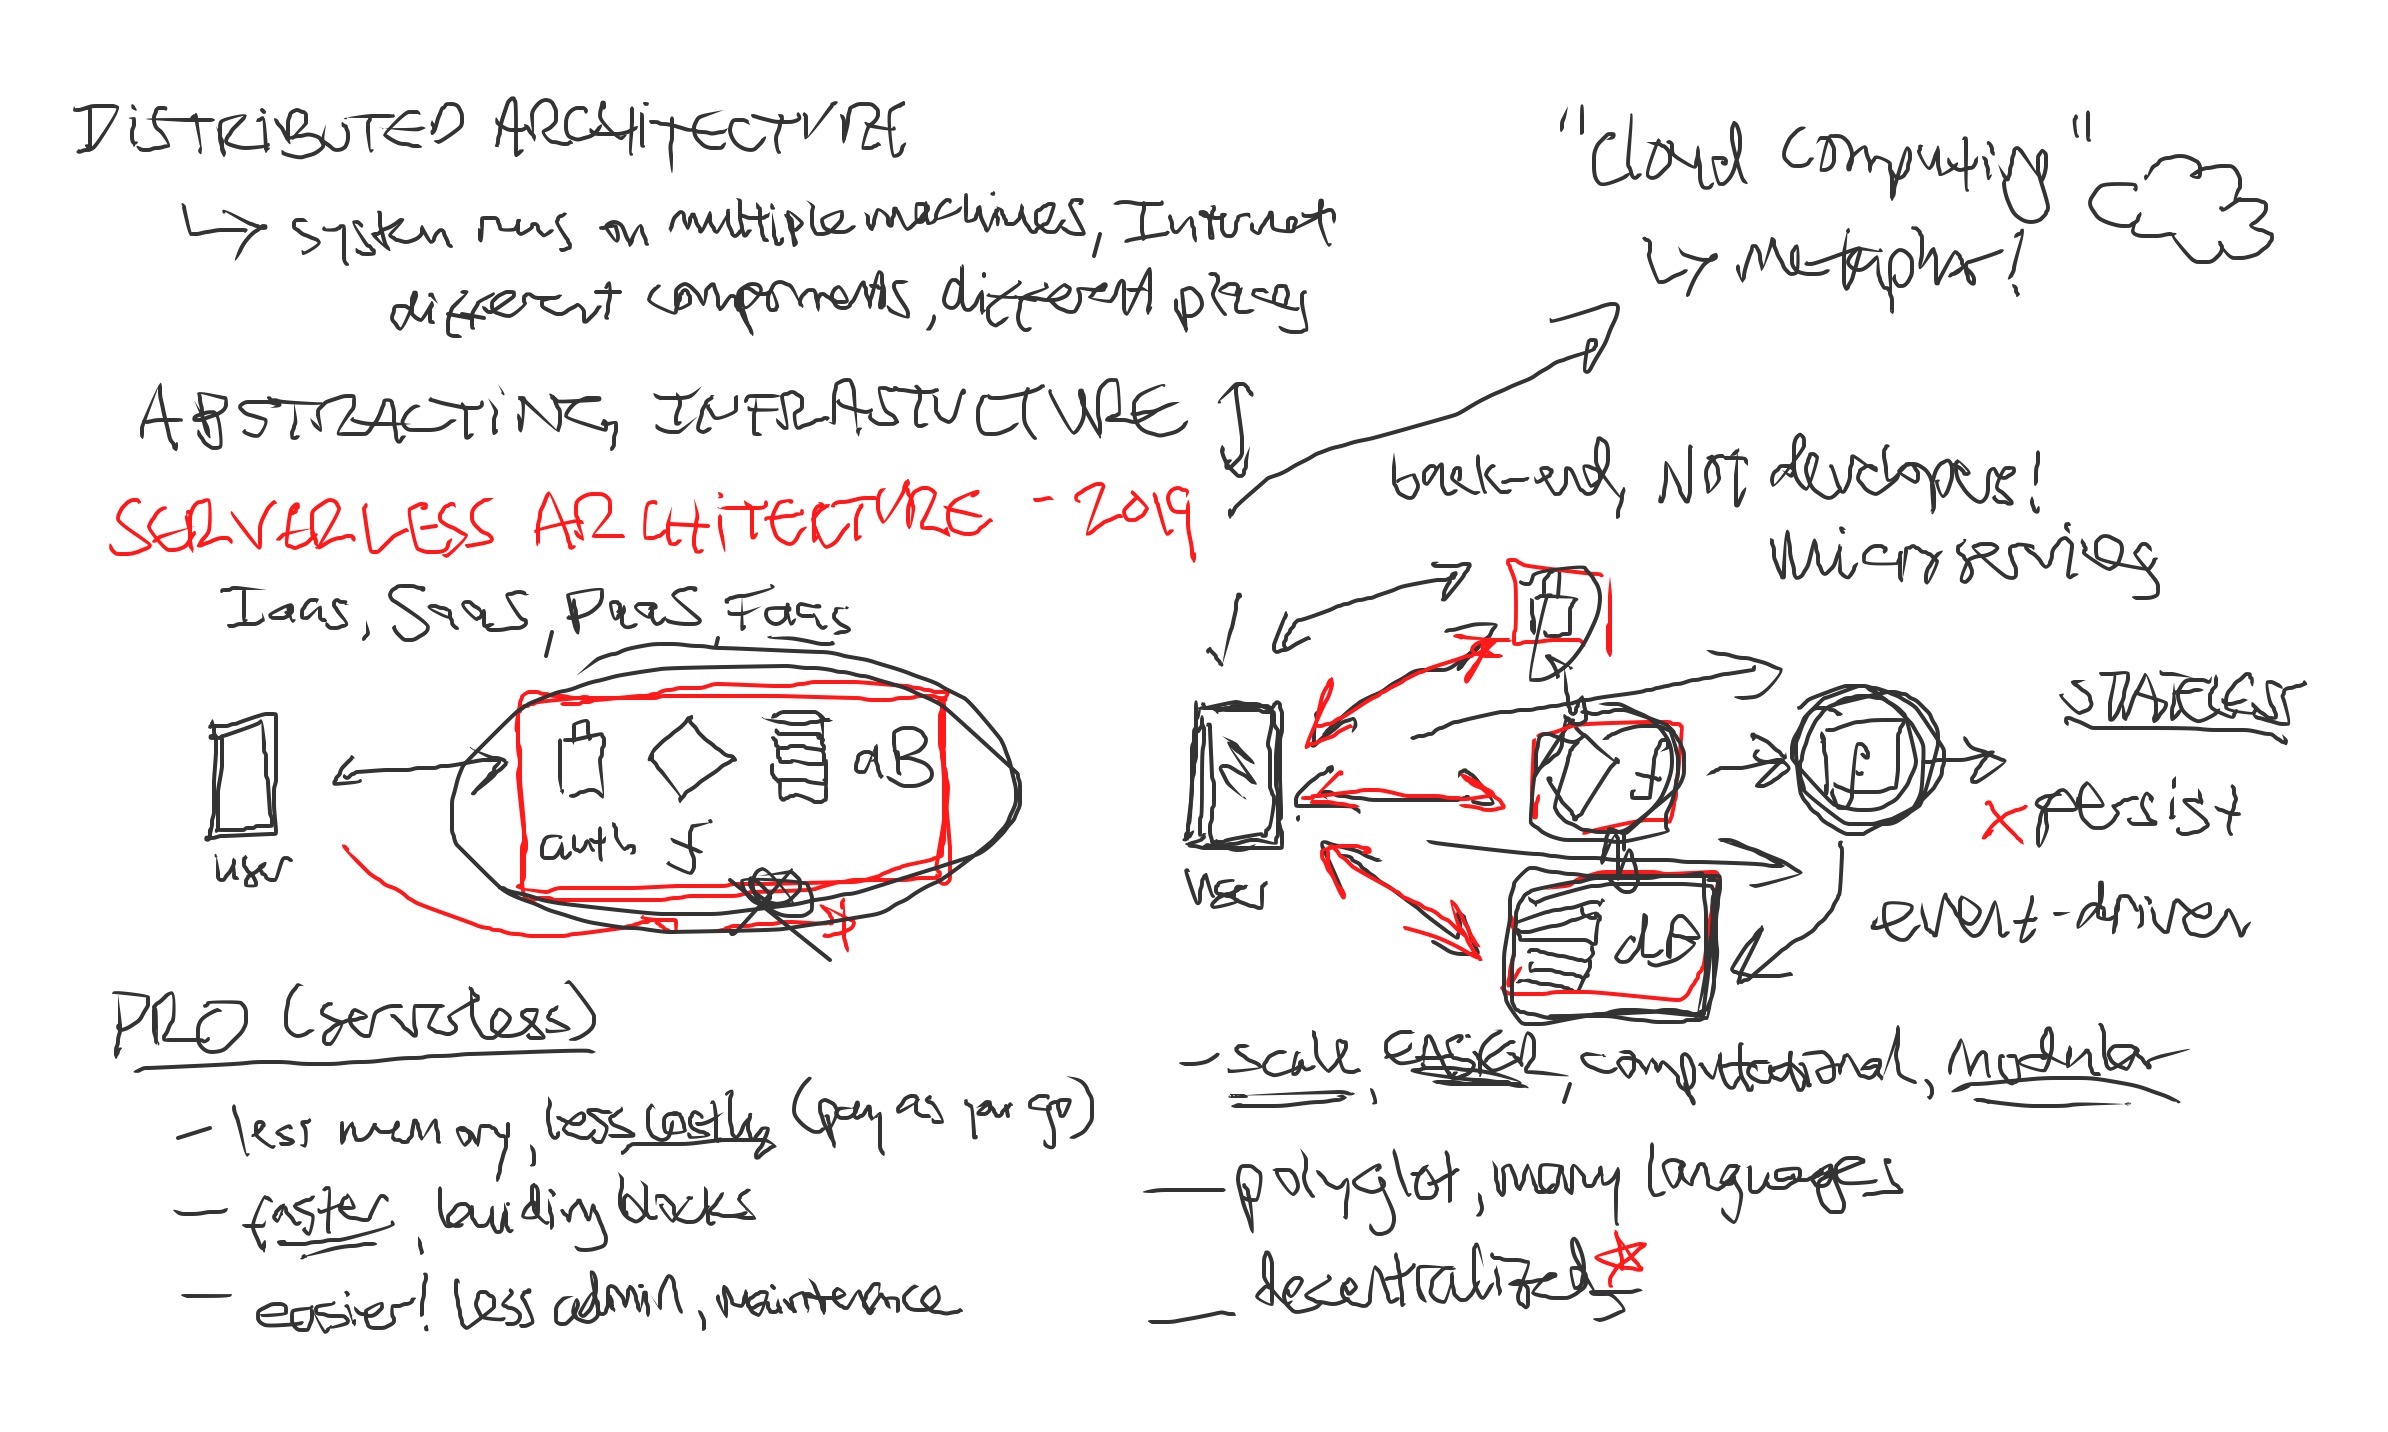 DISTRIBUTED ARCHITECTURE
↳ system runs on multiple machines, Internet
different components, different places
"Cloud computing"
↳ Metaphor!
ABSTRACTING INFRASTUCTURE
SERVERLESS ARCHITECTURE - 2019
IaaS, SaaS, PaaS, FaaS
back-end, NOT developers!
Microservices
user
auth
f
dB
user
f
dB
f
STATELESS
x persist
event-driven
PRO (serverless)
- less memory, less costly (pay as you go)
- faster, building blocks
- easier! less admin, maintenance
- scale, EASIER, computational, modular
- polyglot, many languages
- decentralized